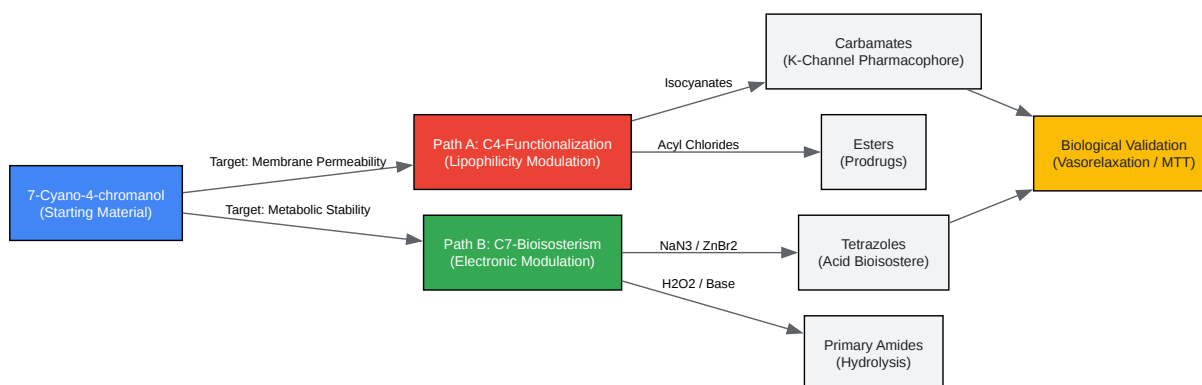 7-Cyano-4-chromanol
(Starting Material)
Target: Membrane Permeability
Target: Metabolic Stability
Path A: C4-Functionalization
(Lipophilicity Modulation)
Path B: C7-Bioisosterism
(Electronic Modulation)
Isocyanates
Acyl Chlorides
NaN3 / ZnBr2
H2O2 / Base
Carbamates
(K-Channel Pharmacophore)
Esters
(Prodrugs)
Tetrazoles
(Acid Bioisostere)
Primary Amides
(Hydrolysis)
Biological Validation
(Vasorelaxation / MTT)